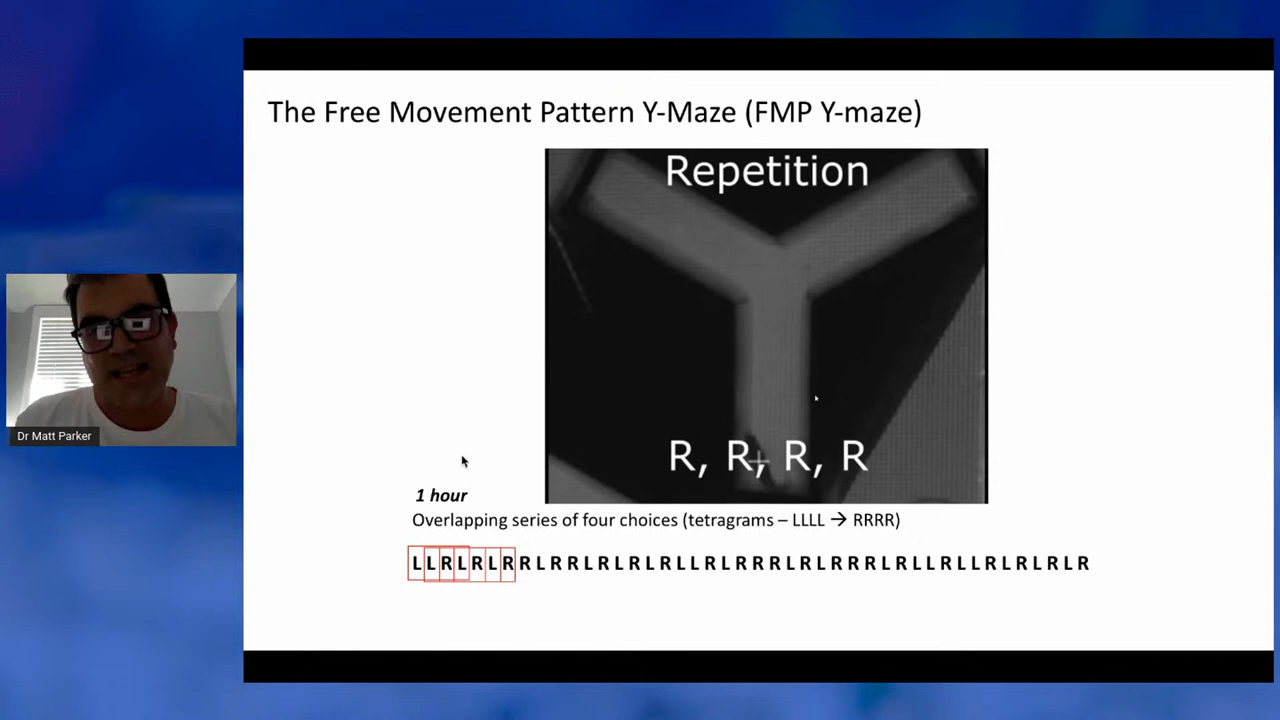 The Free Movement Pattern Y-Maze (FMP Y-maze)
Repetition
R, R, R, R
Dr Matt Parker
1 hour
Overlapping series of four choices (tetragrams – LLLL → RRRR)
L L R L R L R R L R R L R L R L R L L R L R R R L R L R R R L R L L R L L R L R L R L R